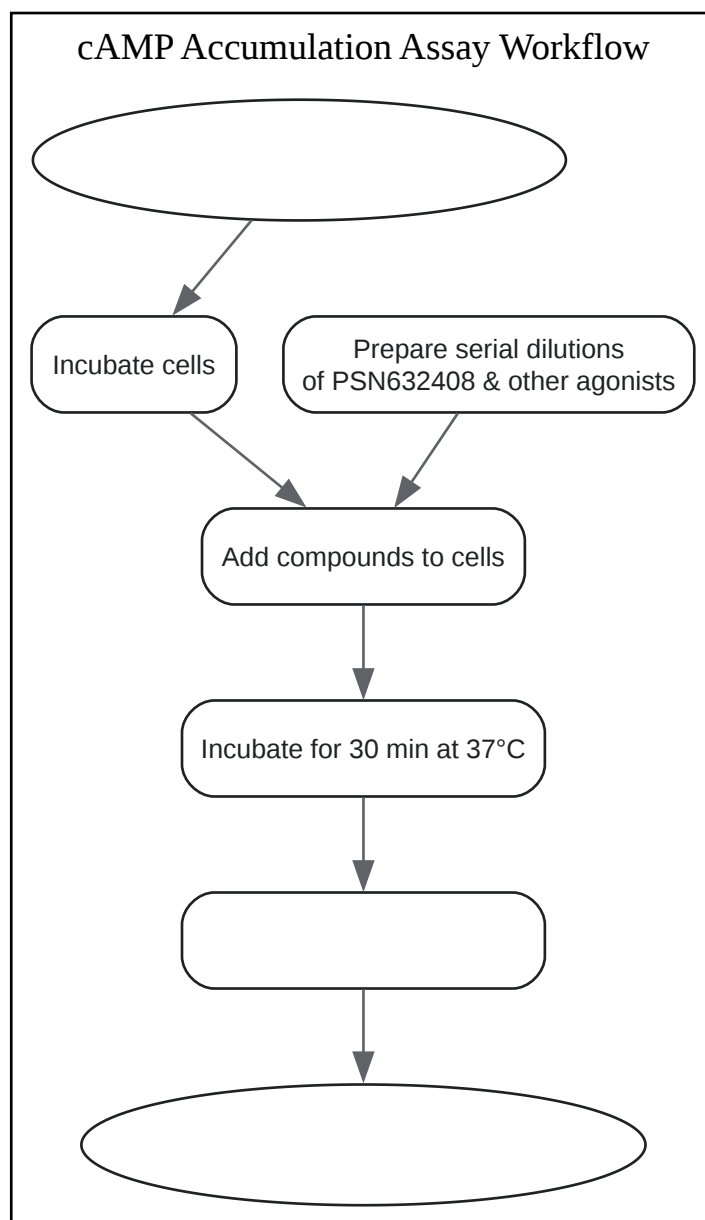 cAMP Accumulation Assay Workflow
Incubate cells
Prepare serial dilutions
of PSN632408 & other agonists
Add compounds to cells
Incubate for 30 min at 37°C